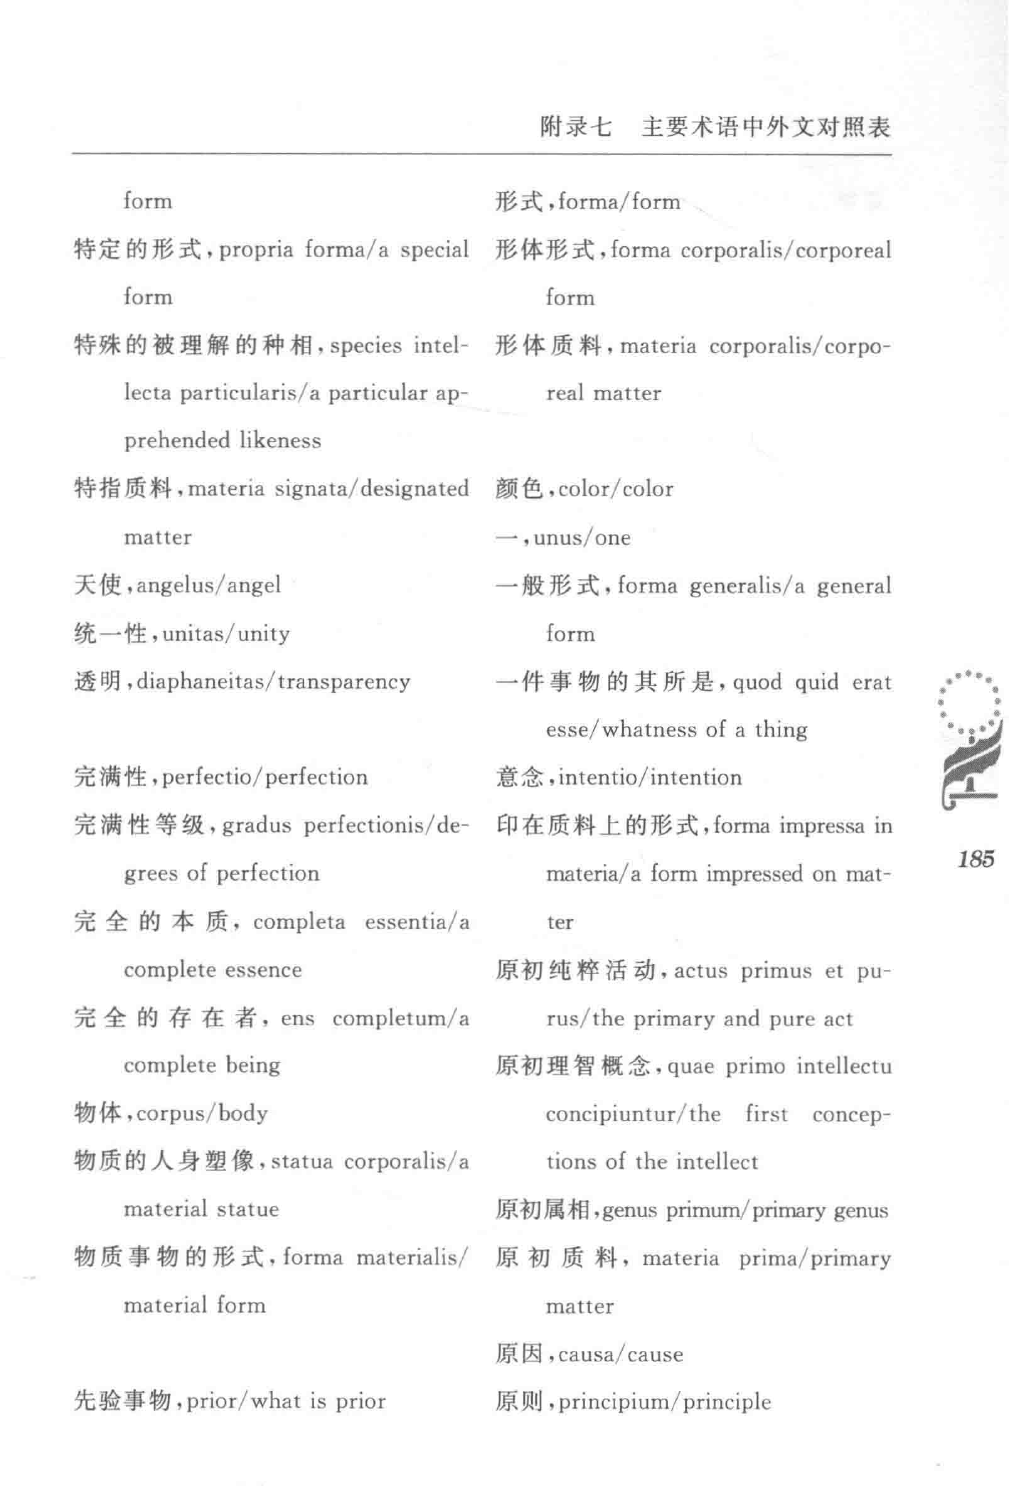 附录七 主要术语中外文对照表
form
特定的形式,propria forma/a special
form
特殊的被理解的种相,species intel-
lecta particularis/a particular ap-
prehended likeness
特指质料,materia signata/designated
matter
天使,angelus/angel
统一性,unitas/unity
透明,diaphaneitas/transparency
完满性,perfectio/perfection
完满性等级,gradus perfectionis/de-
grees of perfection
完全的本质,completa essentia/a
complete essence
完全的存在者,ens completum/a
complete being
物体,corpus/body
物质的人身塑像,statua corporalis/a
material statue
物质事物的形式,forma materialis/
material form
先验事物,prior/what is prior
形式,forma/form
形体形式,forma corporalis/corporeal
form
形体质料,materia corporalis/corpo-
real matter
颜色,color/color
一,unus/one
一般形式,forma generalis/a general
form
一件事物的其所是,quod quid erat
esse/whatness of a thing
意念,intentio/intention
印在质料上的形式,forma impressa in
materia/a form impressed on mat-
ter
原初纯粹活动,actus primus et pu-
rus/the primary and pure act
原初理智概念,quae primo intellectu
concipiuntur/the first concep-
tions of the intellect
原初属相,genus primum/primary genus
原初质料,materia prima/primary
matter
原因,causa/cause
原则,principium/principle
185